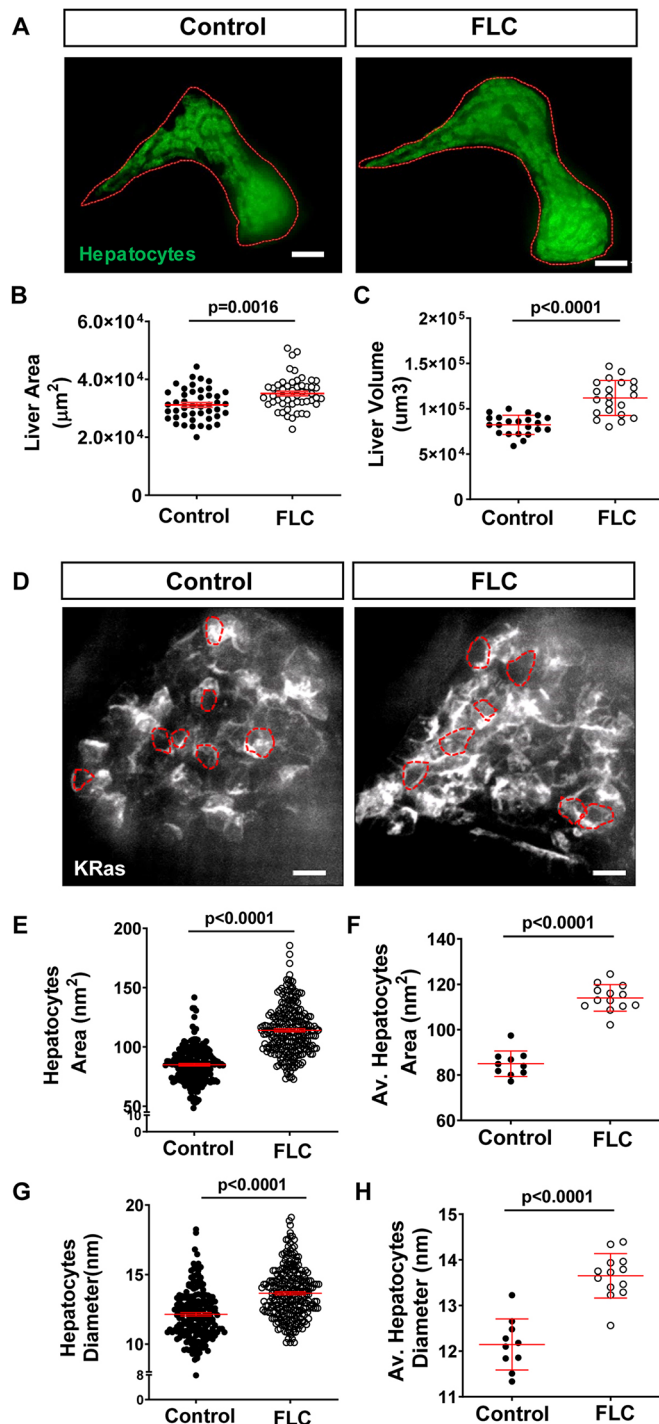 A
Control
FLC
Hepatocytes
B
p=0.0016
Liver Area
(μm²)
6.0×10⁴
4.0×10⁴
2.0×10⁴
0
Control
FLC
C
p<0.0001
Liver Volume
(um3)
2×10⁵
1×10⁵
1×10⁵
5×10⁴
0
Control
FLC
D
Control
FLC
KRas
E
p<0.0001
Hepatocytes
Area (nm²)
200
150
100
50
10
0
Control
FLC
F
p<0.0001
Av. Hepatocytes
Area (nm²)
140
120
100
80
60
Control
FLC
G
p<0.0001
Hepatocytes
Diameter(nm)
20
15
10
8
0
Control
FLC
H
p<0.0001
Av. Hepatocytes
Diameter (nm)
15
14
13
12
11
Control
FLC